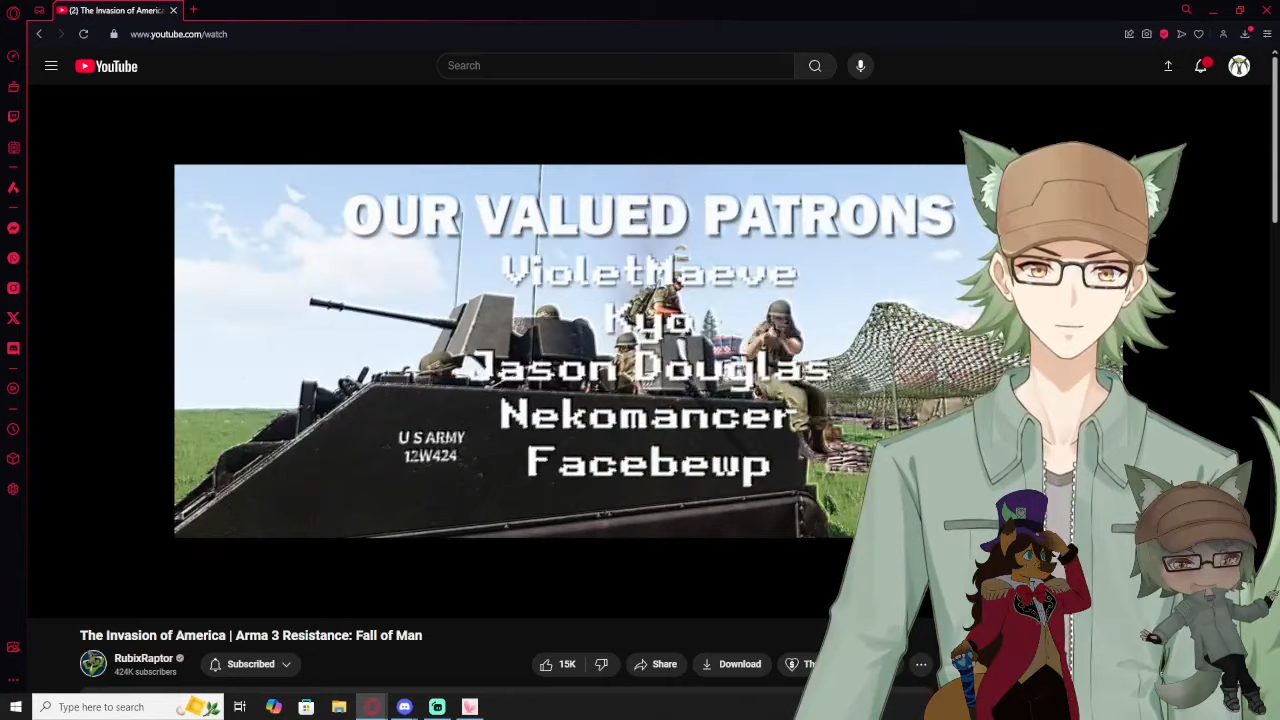 (2) The Invasion of Americ
www.youtube.com/watch
YouTube
Search
OUR VALUED PATRONS
VioletMaeve
Kyo
Jason Douglas
Nekomancer
Facebewp
U S ARMY
12W424
The Invasion of America | Arma 3 Resistance: Fall of Man
RubixRaptor
424K subscribers
Subscribed
15K
Share
Download
Th
Type here to search